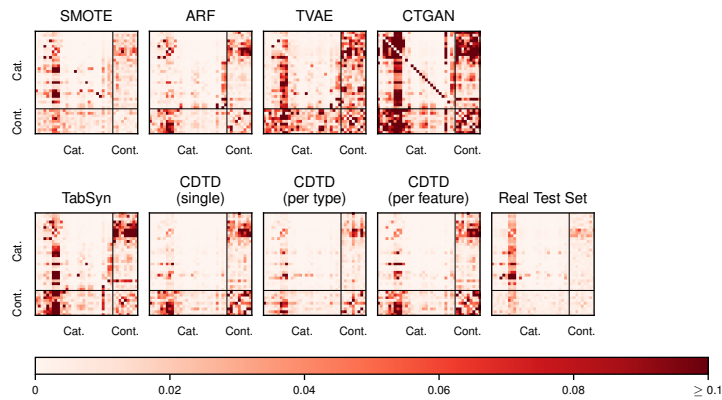 SMOTE ARF TVAE CTGAN
Cat.
Cont.
Cat. Cont. Cat. Cont. Cat. Cont. Cat. Cont.
TabSyn CDTD (single) CDTD (per type) CDTD (per feature) Real Test Set
Cat.
Cont.
Cat. Cont. Cat. Cont. Cat. Cont. Cat. Cont. Cat. Cont.
0 0.02 0.04 0.06 0.08 ≥ 0.1